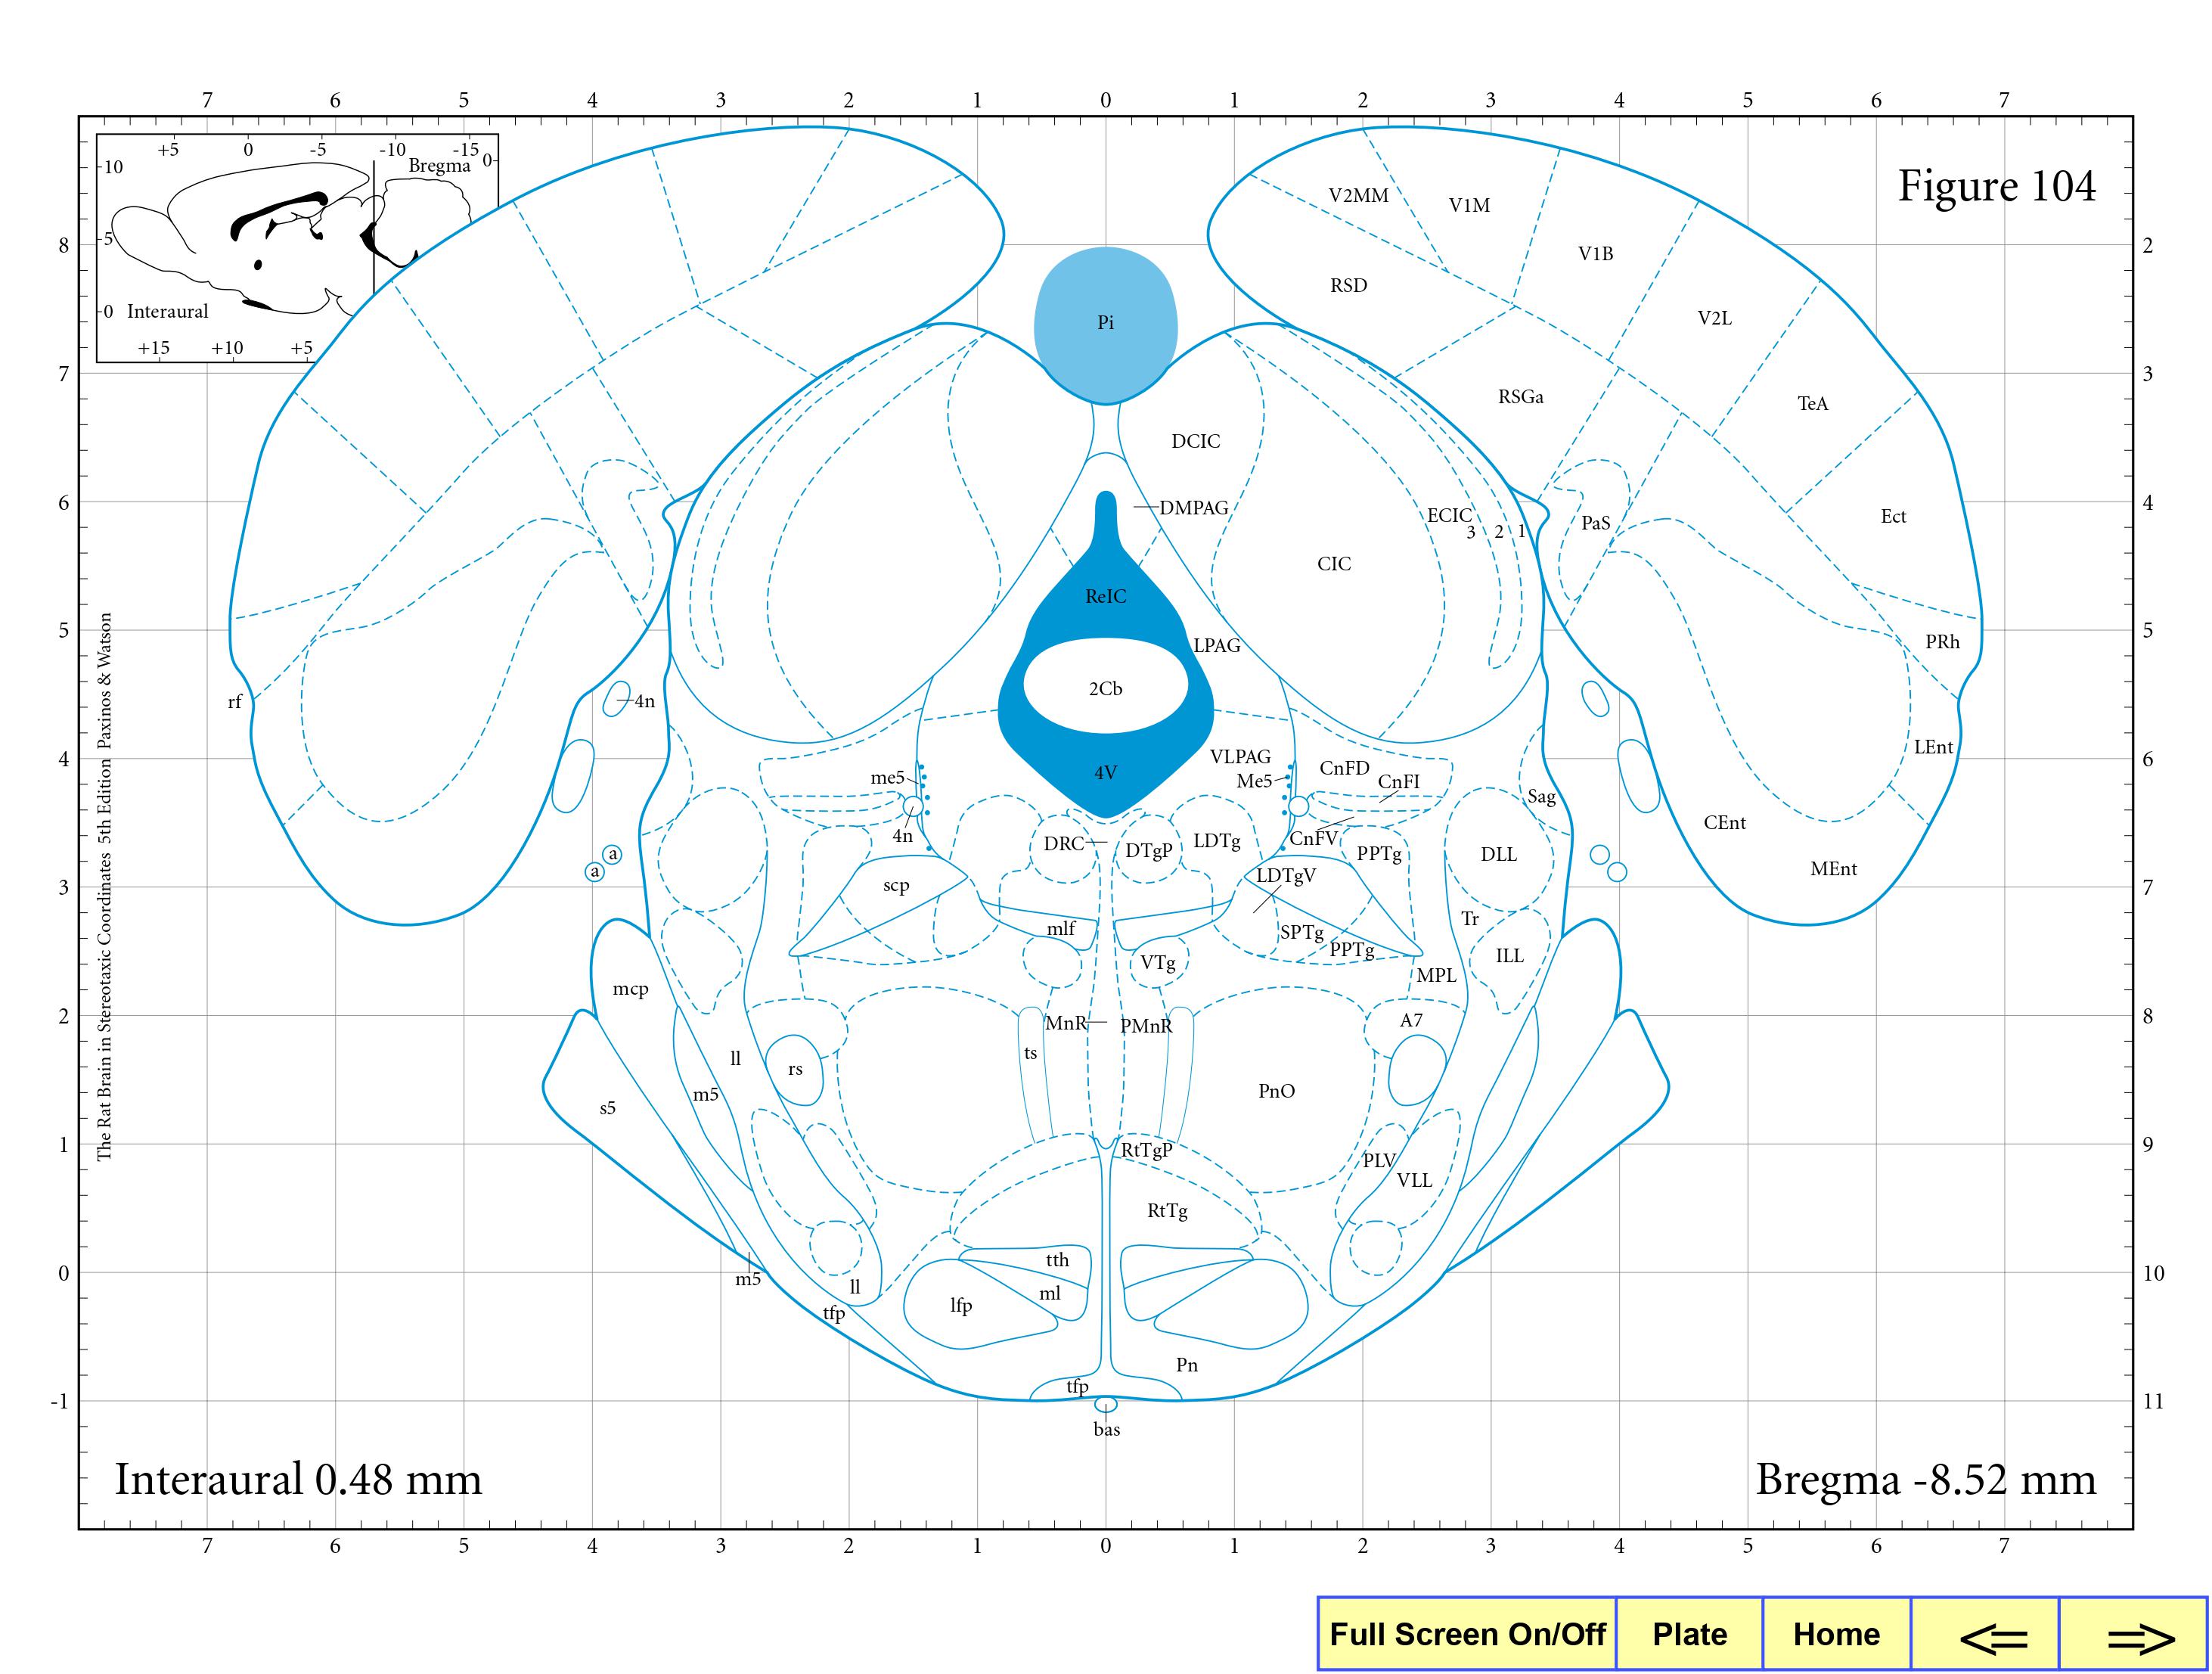 7 6 5 4 3 2 1 0 1 2 3 4 5 6 7
+5 0 -5 -10 -15
Bregma 0
10
5
0 Interaural
+15 +10 +5
Figure 104
8 2
7 3
6 4
5 5
4 6
3 7
2 8
1 9
0 10
-1 11
The Rat Brain in Stereotaxic Coordinates 5th Edition Paxinos & Watson
V2MM
V1M
V1B
RSD
V2L
Pi
RSGa
TeA
DCIC
DMPAG
ECIC
3 2 1
PaS
Ect
CIC
ReIC
LPAG
PRh
2Cb
rf
4n
LEnt
4V
VLPAG
CnFD
me5
Me5
CnFI
Sag
4n
CnFV
CEnt
DRC
DTgP
LDTg
PPTg
DLL
a
a
scp
LDTgV
MEnt
mlf
Tr
SPTg
PPTg
VTg
ILL
MPL
mcp
MnR
PMnR
A7
ts
ll
rs
m5
s5
PnO
RtTgP
PLV
VLL
RtTg
tth
m5
ll
ml
lfp
tfp
Pn
tfp
bas
Interaural 0.48 mm
Bregma -8.52 mm
7 6 5 4 3 2 1 0 1 2 3 4 5 6 7
Full Screen On/Off Plate Home <= =>